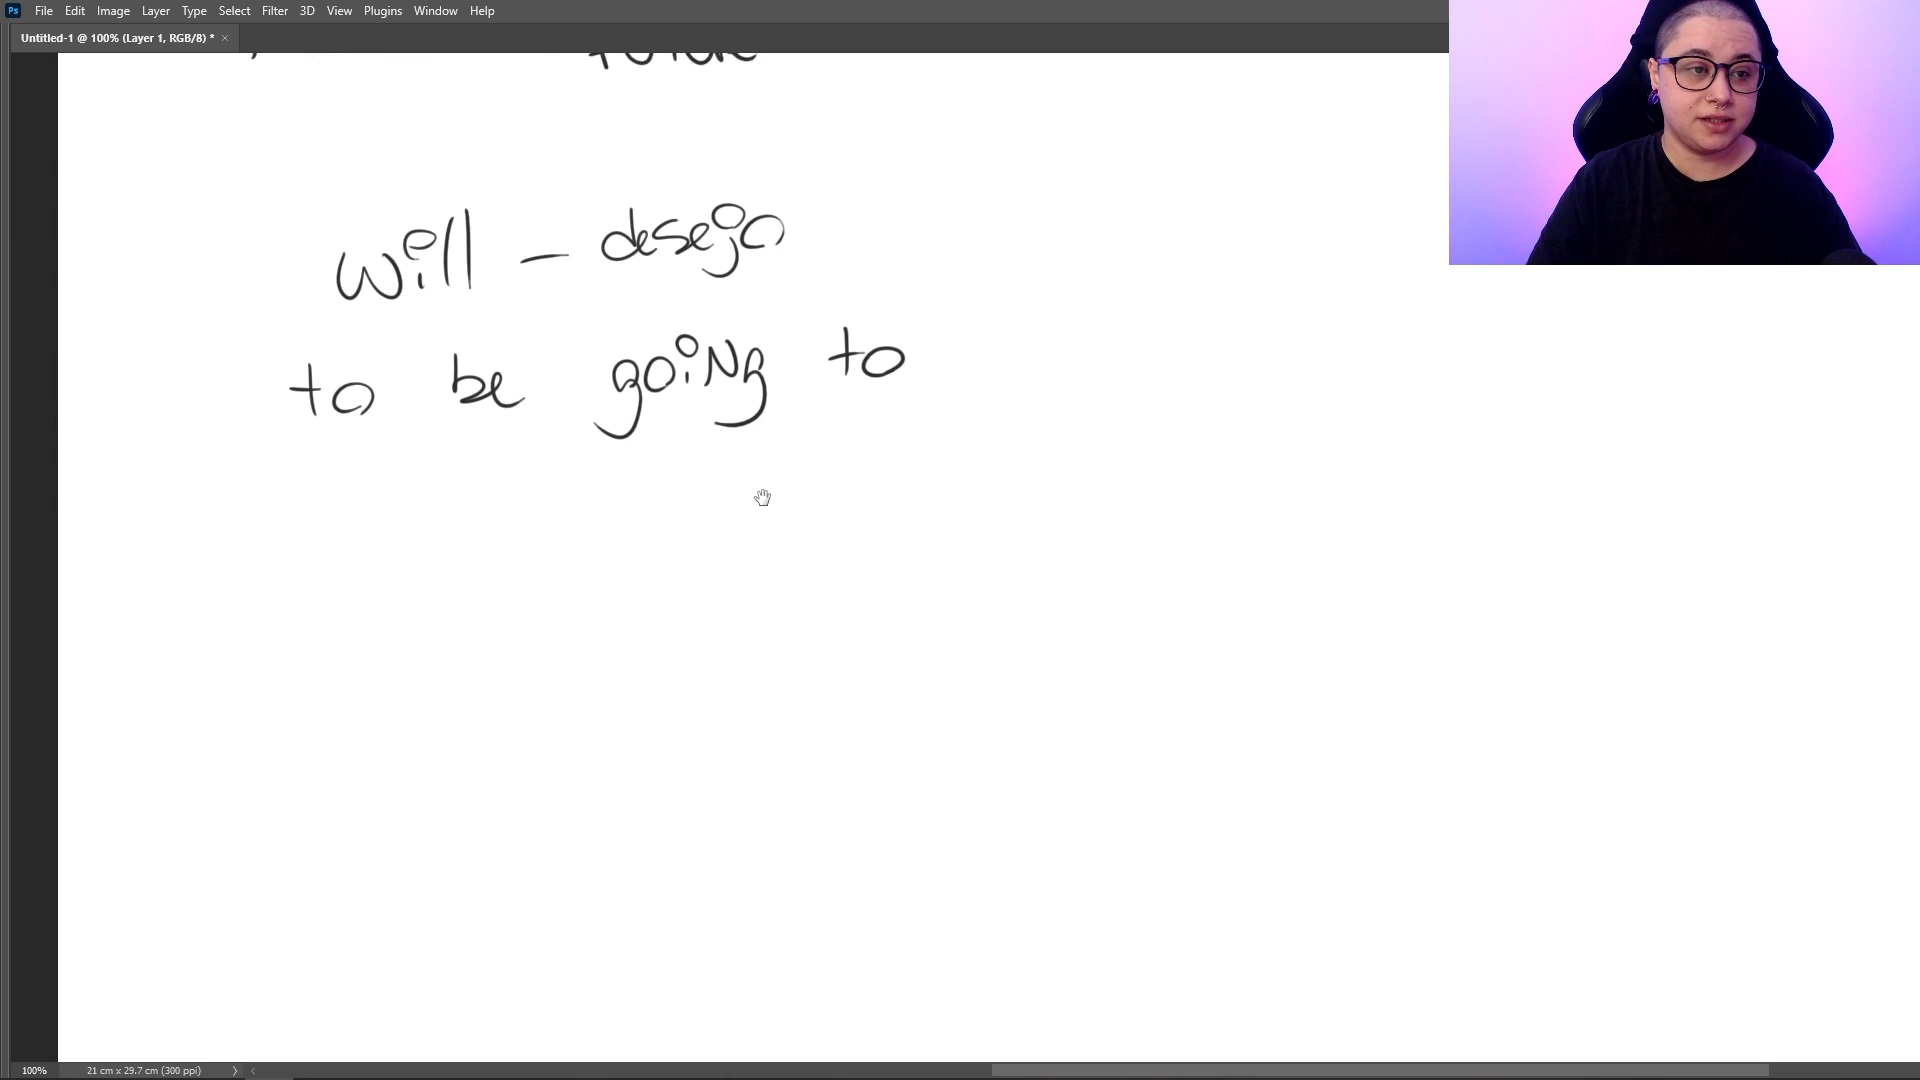 File Edit Image Layer Type Select Filter 3D View Plugins Window Help
Untitled-1 @ 100% (Layer 1, RGB/8) * ×
future
will – desejo
to be going to
100% 21 cm x 29.7 cm (300 ppi)